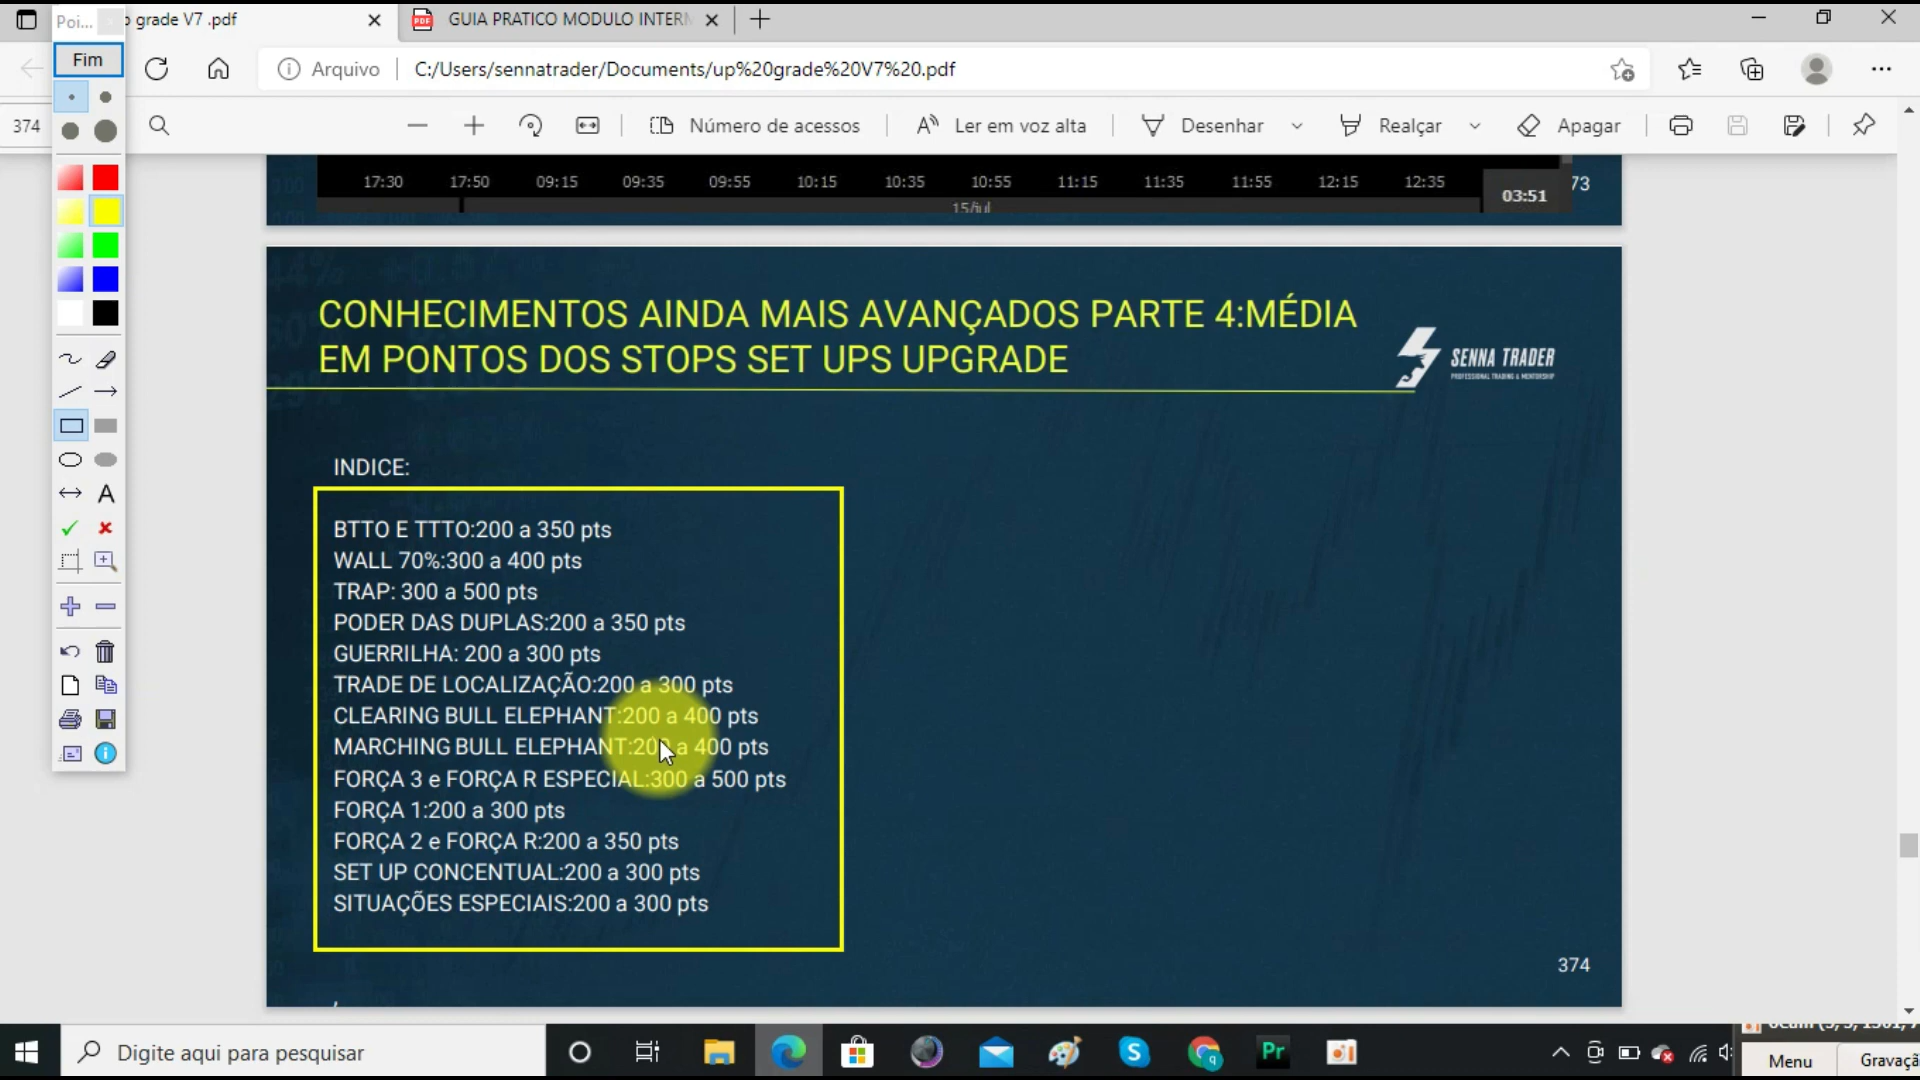 Poi...
grade V7 .pdf
GUIA PRATICO MODULO INTERM
Fim
Arquivo
C:/Users/sennatrader/Documents/up%20grade%20V7%20.pdf
374
Número de acessos
Ler em voz alta
Desenhar
Realçar
Apagar
17:30 17:50 09:15 09:35 09:55 10:15 10:35 10:55 11:15 11:35 11:55 12:15 12:35
03:51
73
15/jul
CONHECIMENTOS AINDA MAIS AVANÇADOS PARTE 4:MÉDIA
EM PONTOS DOS STOPS SET UPS UPGRADE
SENNA TRADER
PROFESSIONAL TRADING & MENTORSHIP
INDICE:
BTTO E TTTO:200 a 350 pts
WALL 70%:300 a 400 pts
TRAP: 300 a 500 pts
PODER DAS DUPLAS:200 a 350 pts
GUERRILHA: 200 a 300 pts
TRADE DE LOCALIZAÇÃO:200 a 300 pts
CLEARING BULL ELEPHANT:200 a 400 pts
MARCHING BULL ELEPHANT:200 a 400 pts
FORÇA 3 e FORÇA R ESPECIAL:300 a 500 pts
FORÇA 1:200 a 300 pts
FORÇA 2 e FORÇA R:200 a 350 pts
SET UP CONCENTUAL:200 a 300 pts
SITUAÇÕES ESPECIAIS:200 a 300 pts
374
Digite aqui para pesquisar
Menu
Gravaçã